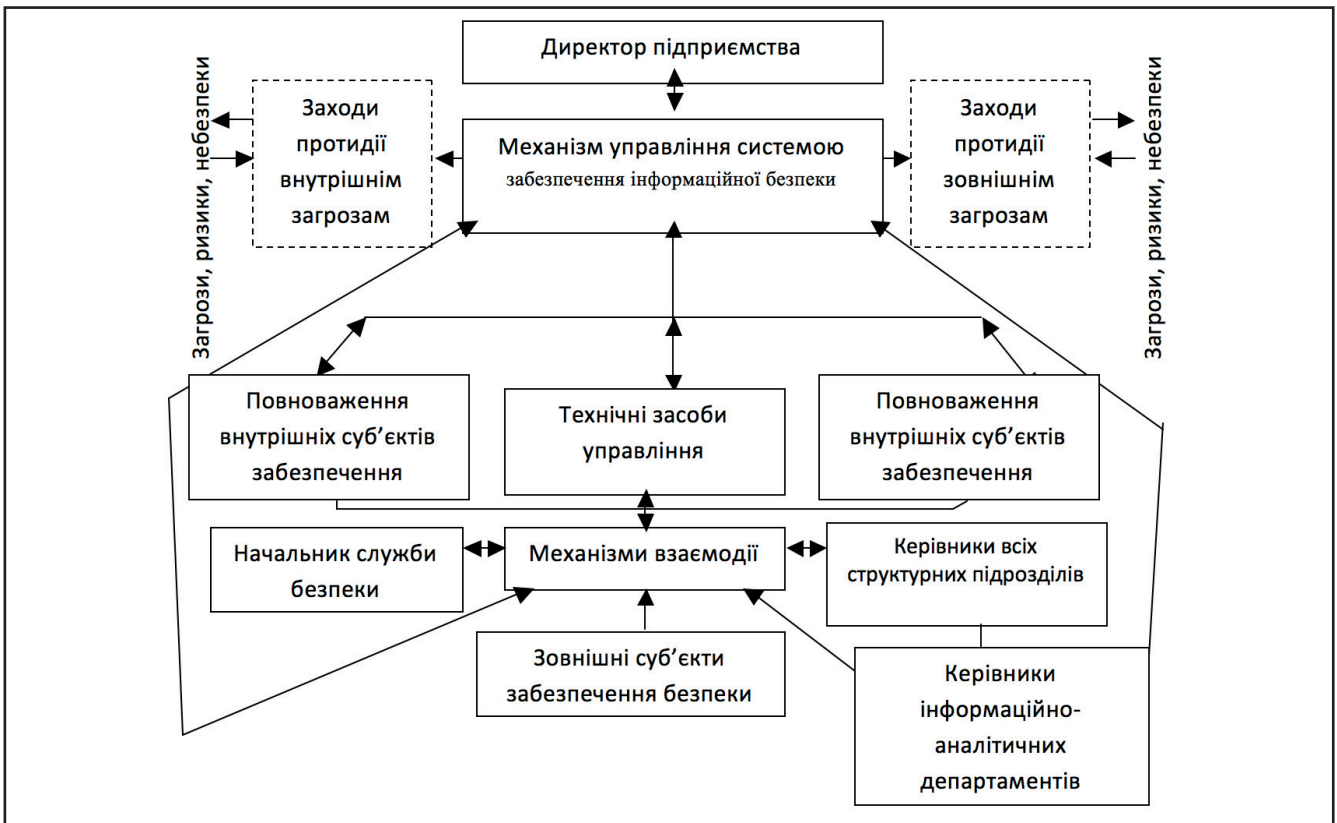 Директор підприємства
Загрози, ризики, небезпеки
Заходи
протидії
внутрішнім
загрозам
Механізм управління системою
забезпечення інформаційної безпеки
Заходи
протидії
зовнішнім
загрозам
Загрози, ризики, небезпеки
Повноваження
внутрішніх суб’єктів
забезпечення
Технічні засоби
управління
Повноваження
внутрішніх суб’єктів
забезпечення
Начальник служби
безпеки
Механізми взаємодії
Керівники всіх
структурних підрозділів
Зовнішні суб’єкти
забезпечення безпеки
Керівники
інформаційно-
аналітичних
департаментів